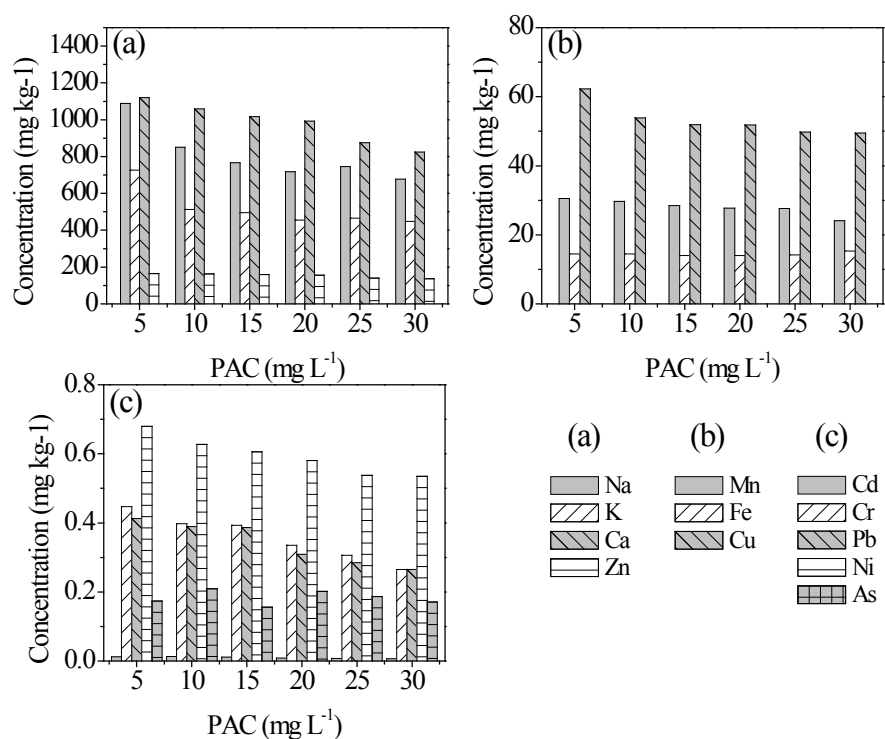 (a)
Concentration (mg kg-1)
1400
1200
1000
800
600
400
200
0
5 10 15 20 25 30
PAC (mg L-1)
(b)
Concentration (mg kg-1)
80
60
40
20
0
5 10 15 20 25 30
PAC (mg L-1)
(c)
Concentration (mg kg-1)
0.8
0.6
0.4
0.2
0.0
5 10 15 20 25 30
PAC (mg L-1)
(a) (b) (c)
Na Mn Cd
K Fe Cr
Ca Cu Pb
Zn Ni
As